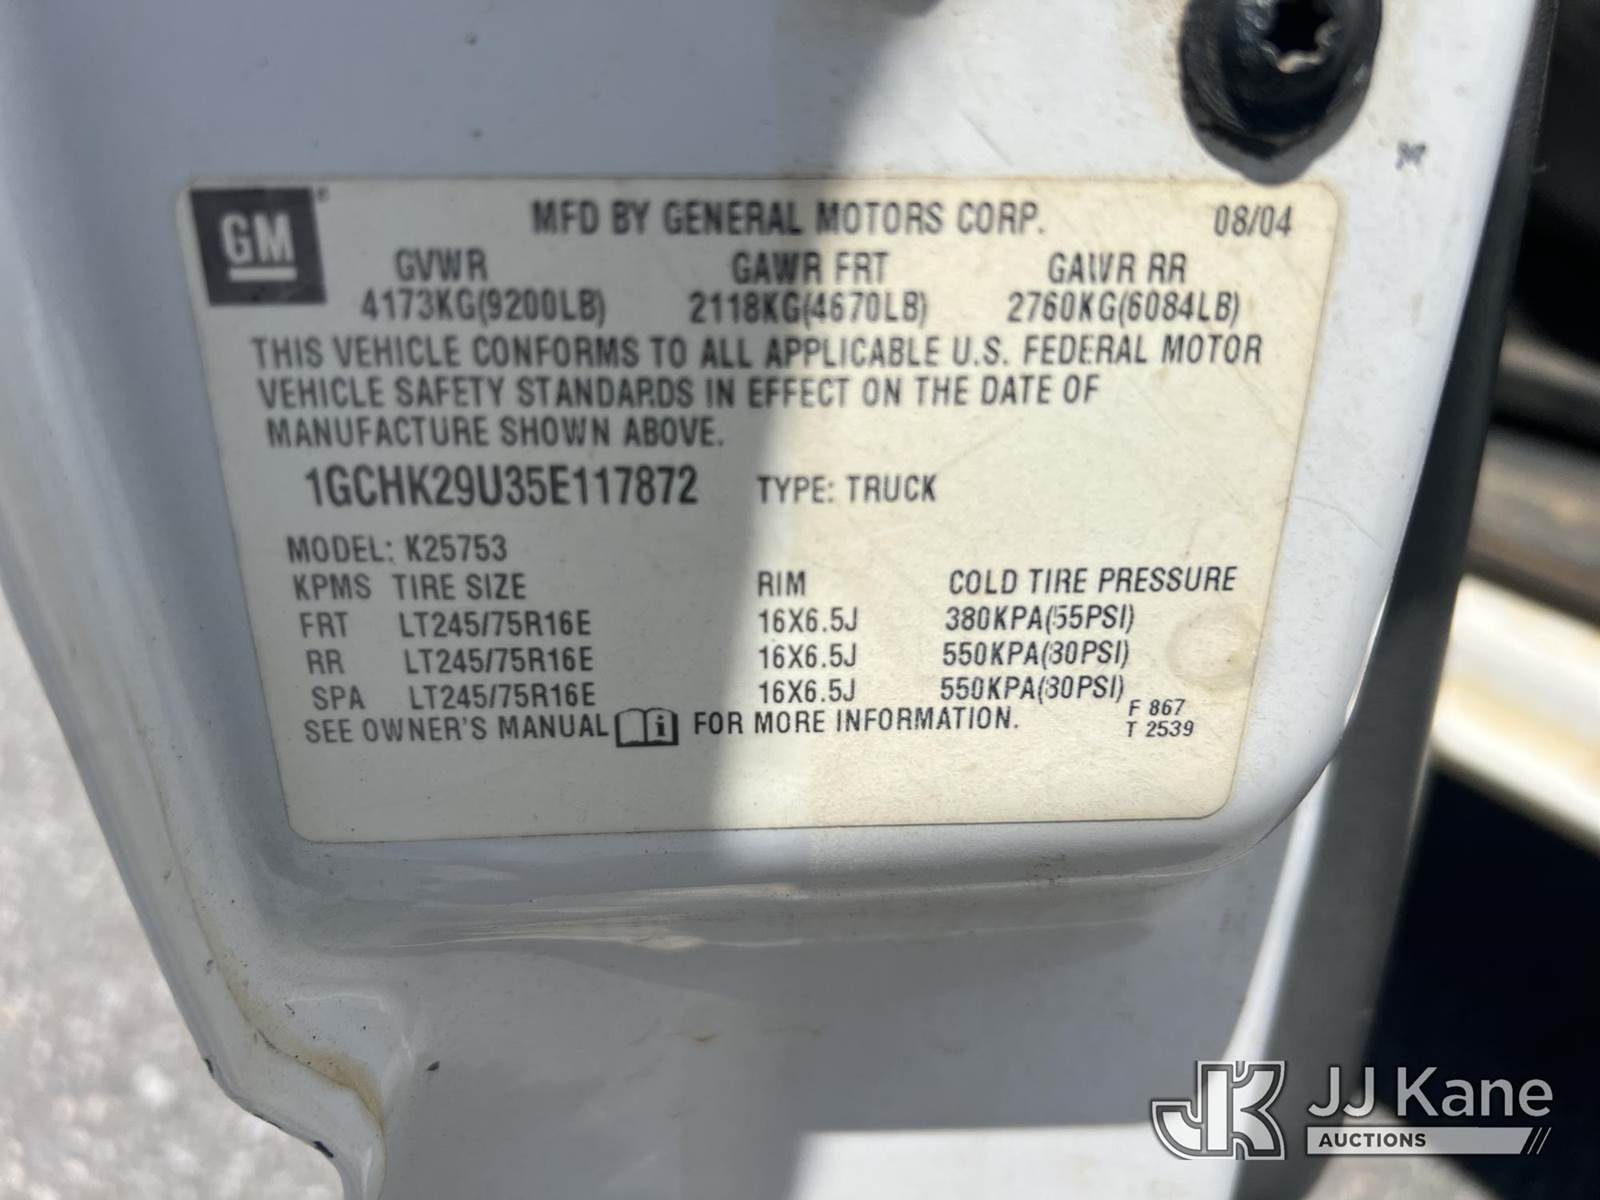 GM®
MFD BY GENERAL MOTORS CORP. 08/04
GVWR GAWR FRT GAWR RR
4173KG(9200LB) 2118KG(4670LB) 2760KG(6084LB)
THIS VEHICLE CONFORMS TO ALL APPLICABLE U.S. FEDERAL MOTOR
VEHICLE SAFETY STANDARDS IN EFFECT ON THE DATE OF
MANUFACTURE SHOWN ABOVE.
1GCHK29U35E117872 TYPE: TRUCK
MODEL: K25753
KPMS TIRE SIZE RIM COLD TIRE PRESSURE
FRT LT245/75R16E 16X6.5J 380KPA(55PSI)
RR LT245/75R16E 16X6.5J 550KPA(80PSI)
SPA LT245/75R16E 16X6.5J 550KPA(80PSI)
SEE OWNER'S MANUAL i FOR MORE INFORMATION.
F 867
T 2539
JK JJ Kane
AUCTIONS